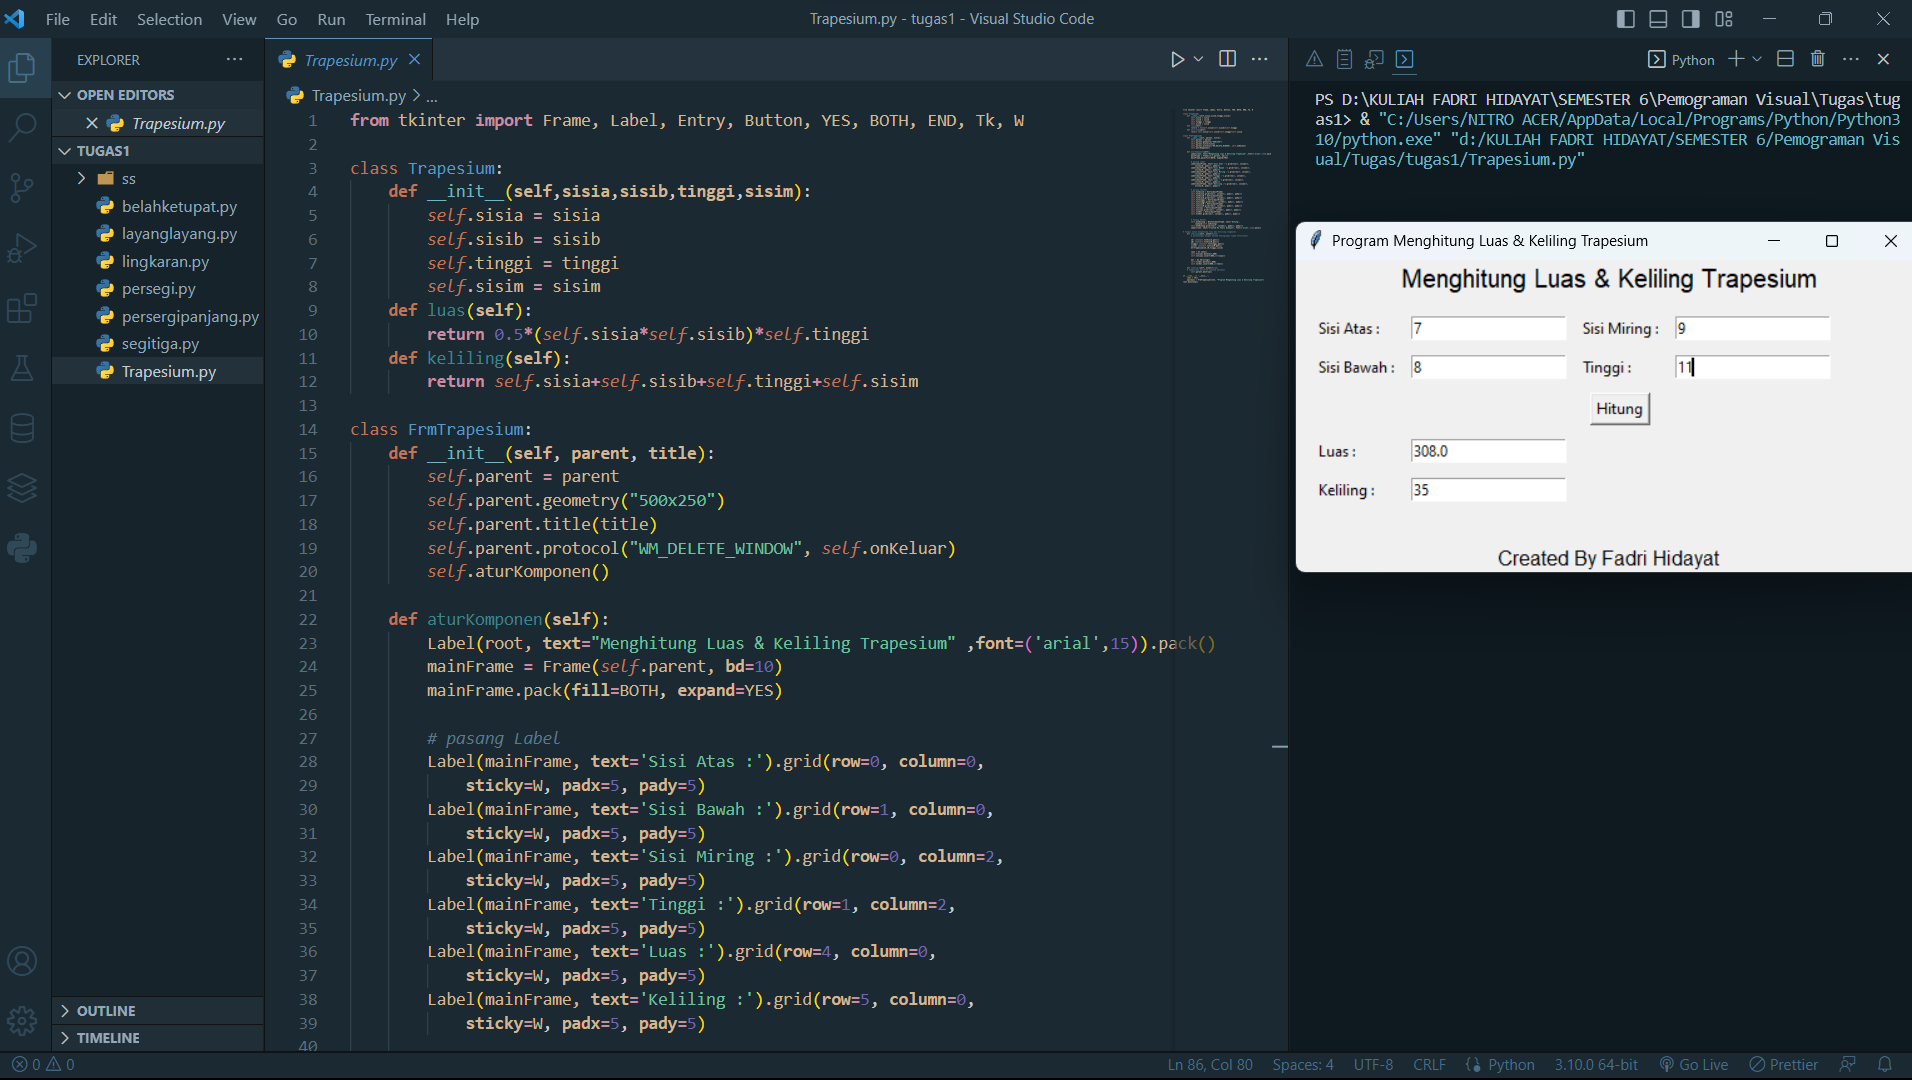 File Edit Selection View Go Run Terminal Help
Trapesium.py - tugas1 - Visual Studio Code
EXPLORER
OPEN EDITORS
Trapesium.py
TUGAS1
ss
belahketupat.py
layanglayang.py
lingkaran.py
persegi.py
persergipanjang.py
segitiga.py
Trapesium.py
OUTLINE
TIMELINE
Trapesium.py
Trapesium.py > ...
1 from tkinter import Frame, Label, Entry, Button, YES, BOTH, END, Tk, W
2
3 class Trapesium:
4 def __init__(self,sisia,sisib,tinggi,sisim):
5 self.sisia = sisia
6 self.sisib = sisib
7 self.tinggi = tinggi
8 self.sisim = sisim
9 def luas(self):
10 return 0.5*(self.sisia*self.sisib)*self.tinggi
11 def keliling(self):
12 return self.sisia+self.sisib+self.tinggi+self.sisim
13
14 class FrmTrapesium:
15 def __init__(self, parent, title):
16 self.parent = parent
17 self.parent.geometry("500x250")
18 self.parent.title(title)
19 self.parent.protocol("WM_DELETE_WINDOW", self.onKeluar)
20 self.aturKomponen()
21
22 def aturKomponen(self):
23 Label(root, text="Menghitung Luas & Keliling Trapesium" ,font=('arial',15)).pack()
24 mainFrame = Frame(self.parent, bd=10)
25 mainFrame.pack(fill=BOTH, expand=YES)
26
27 # pasang Label
28 Label(mainFrame, text='Sisi Atas :').grid(row=0, column=0,
29 sticky=W, padx=5, pady=5)
30 Label(mainFrame, text='Sisi Bawah :').grid(row=1, column=0,
31 sticky=W, padx=5, pady=5)
32 Label(mainFrame, text='Sisi Miring :').grid(row=0, column=2,
33 sticky=W, padx=5, pady=5)
34 Label(mainFrame, text='Tinggi :').grid(row=1, column=2,
35 sticky=W, padx=5, pady=5)
36 Label(mainFrame, text='Luas :').grid(row=4, column=0,
37 sticky=W, padx=5, pady=5)
38 Label(mainFrame, text='Keliling :').grid(row=5, column=0,
39 sticky=W, padx=5, pady=5)
40
Python
PS D:\KULIAH FADRI HIDAYAT\SEMESTER 6\Pemograman Visual\Tugas\tug
as1> & "C:/Users/NITRO ACER/AppData/Local/Programs/Python/Python3
10/python.exe" "d:/KULIAH FADRI HIDAYAT/SEMESTER 6/Pemograman Vis
ual/Tugas/tugas1/Trapesium.py"
Program Menghitung Luas & Keliling Trapesium
Menghitung Luas & Keliling Trapesium
Sisi Atas : 7 Sisi Miring : 9
Sisi Bawah : 8 Tinggi : 11
Hitung
Luas : 308.0
Keliling : 35
Created By Fadri Hidayat
0 0 Ln 86, Col 80 Spaces: 4 UTF-8 CRLF Python 3.10.0 64-bit Go Live Prettier